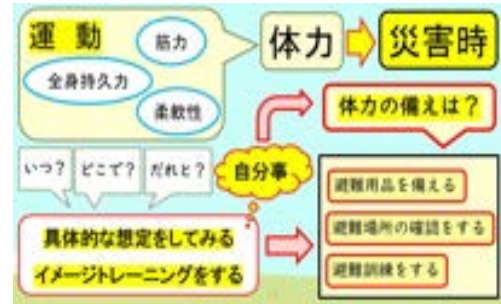 運動
筋力
全身持久力
柔軟性
体力
災害時
体力の備えは？
いつ？
どこで？
だれと？
自分事
具体的な想定をしてみる
イメージトレーニングをする
避難用品を備える
避難場所の確認をする
避難訓練をする